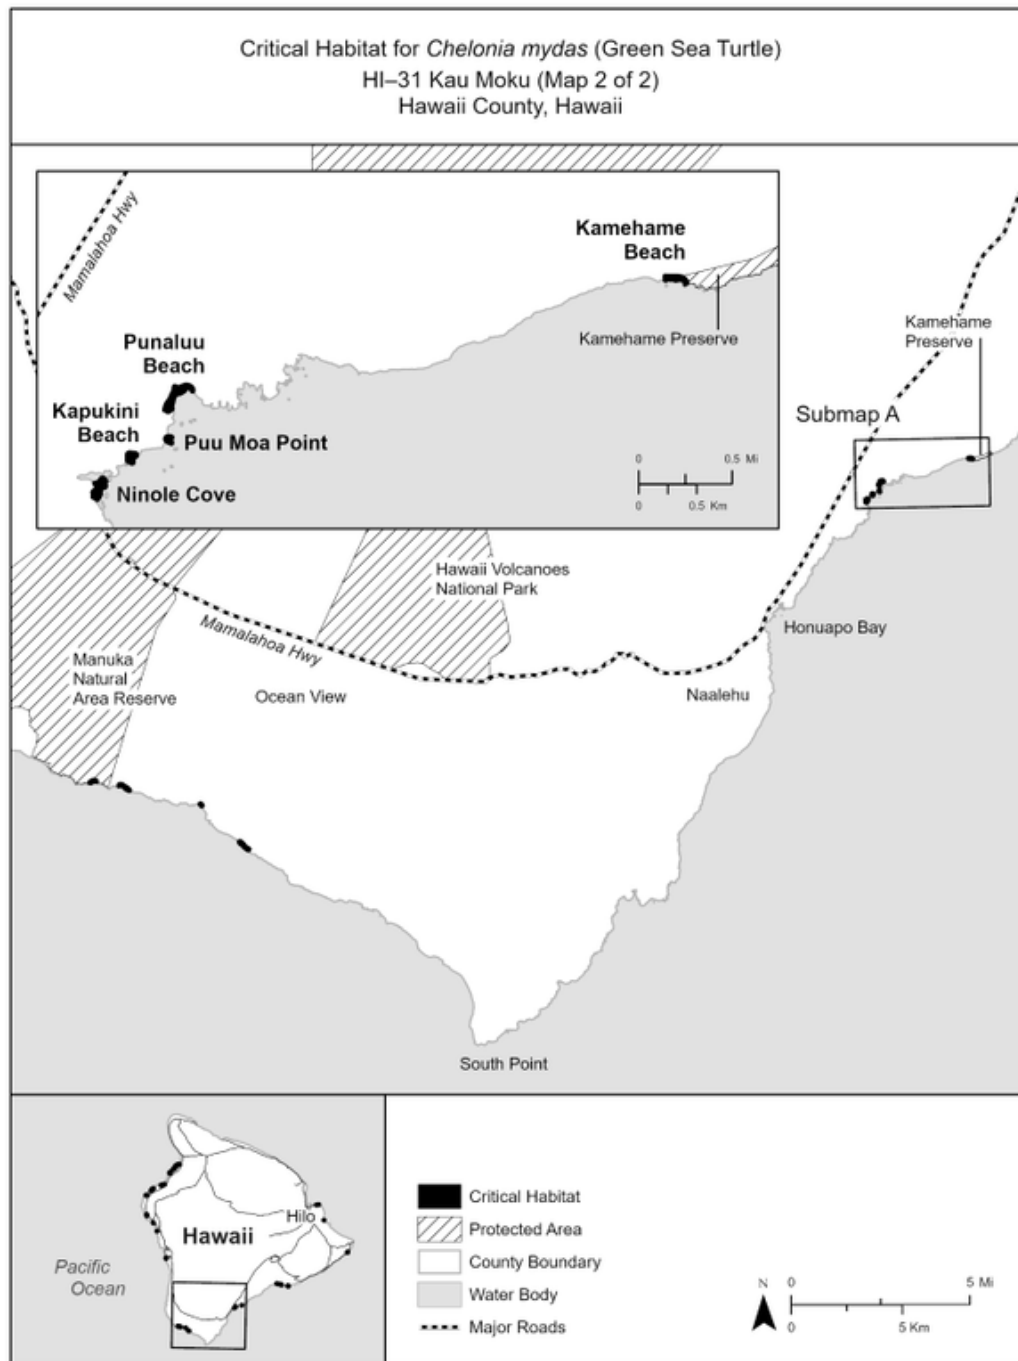 Critical Habitat for Chelonia mydas (Green Sea Turtle)
HI–31 Kau Moku (Map 2 of 2)
Hawaii County, Hawaii
Mamalahoa Hwy
Kamehame
Beach
Kamehame Preserve
Punaluu
Beach
Kapukini
Beach
Puu Moa Point
Ninole Cove
0 0.5 Mi
0 0.5 Km
Kamehame
Preserve
Submap A
Hawaii Volcanoes
National Park
Honuapo Bay
Mamalahoa Hwy
Manuka
Natural
Area Reserve
Ocean View
Naalehu
South Point
Hilo
Hawaii
Pacific
Ocean
Critical Habitat
Protected Area
County Boundary
Water Body
Major Roads
N
0 5 Mi
0 5 Km